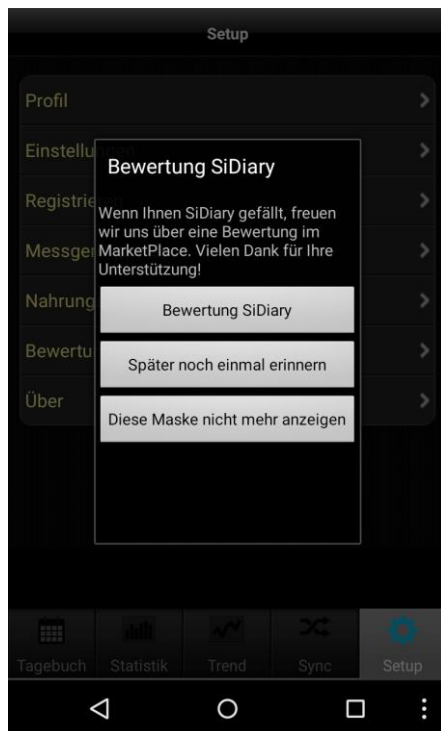 Setup
Profil
Einstellungen
Bewertung SiDiary
Wenn Ihnen SiDiary gefällt, freuen
wir uns über eine Bewertung im
MarketPlace. Vielen Dank für Ihre
Unterstützung!
Registrie
Messger
Nahrung
Bewertu
Über
Bewertung SiDiary
Später noch einmal erinnern
Diese Maske nicht mehr anzeigen
Tagebuch
Statistik
Trend
Sync
Setup